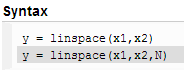 Syntax
y = linspace(x1,x2)
y = linspace(x1,x2,N)